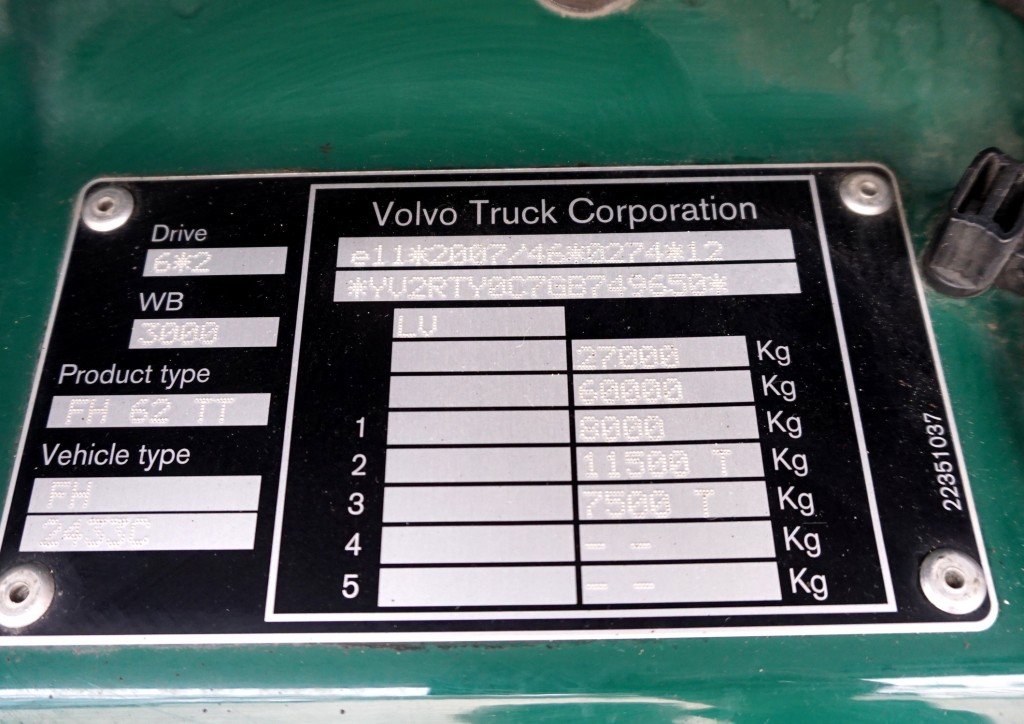 Volvo Truck Corporation
Drive
6*2
WB
3000
Product type
FH 62 TT
Vehicle type
FH
e11*2007/46*0274*12
*YV2RTY0C7GB749650*
LV
27000 Kg
60000 Kg
1 8000 Kg
2 11500 T Kg
3 7500 T Kg
4 -- -- Kg
5 -- -- Kg
22351037